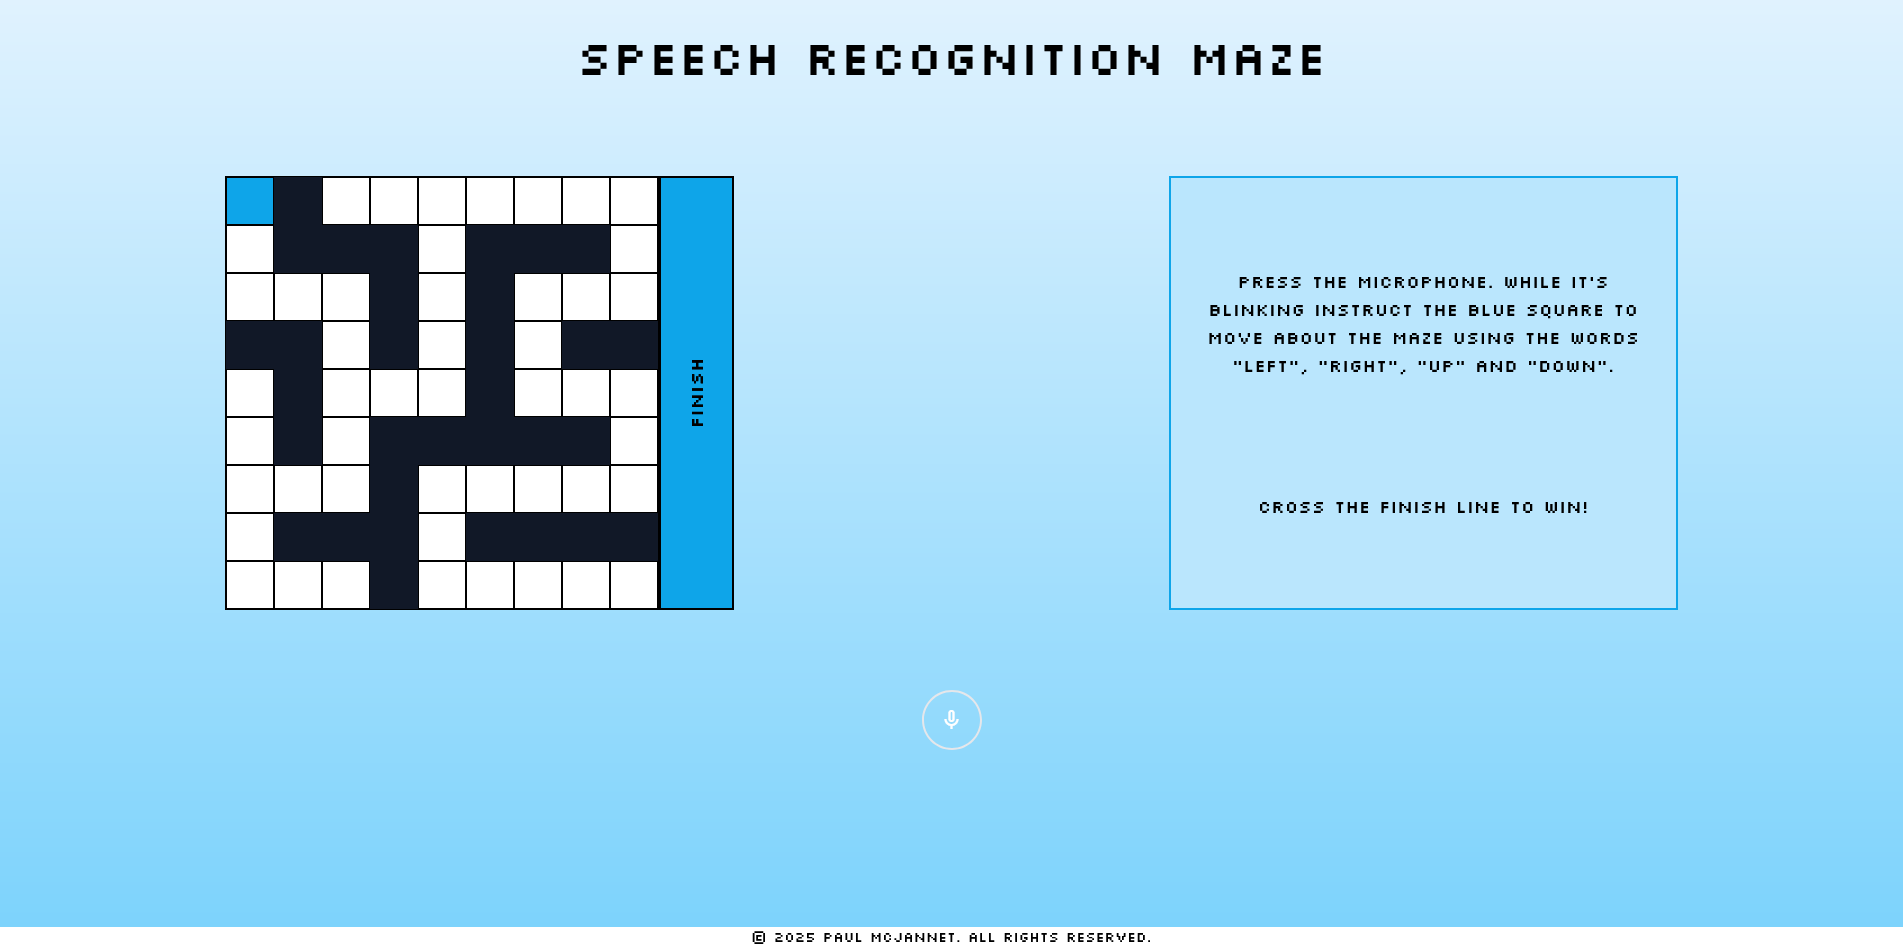 SPEECH RECOGNITION MAZE
FINISH
PRESS THE MICROPHONE. WHILE IT'S
BLINKING INSTRUCT THE BLUE SQUARE TO
MOVE ABOUT THE MAZE USING THE WORDS
"LEFT", "RIGHT", "UP" AND "DOWN".
CROSS THE FINISH LINE TO WIN!
© 2025 PAUL MCJANNET. ALL RIGHTS RESERVED.